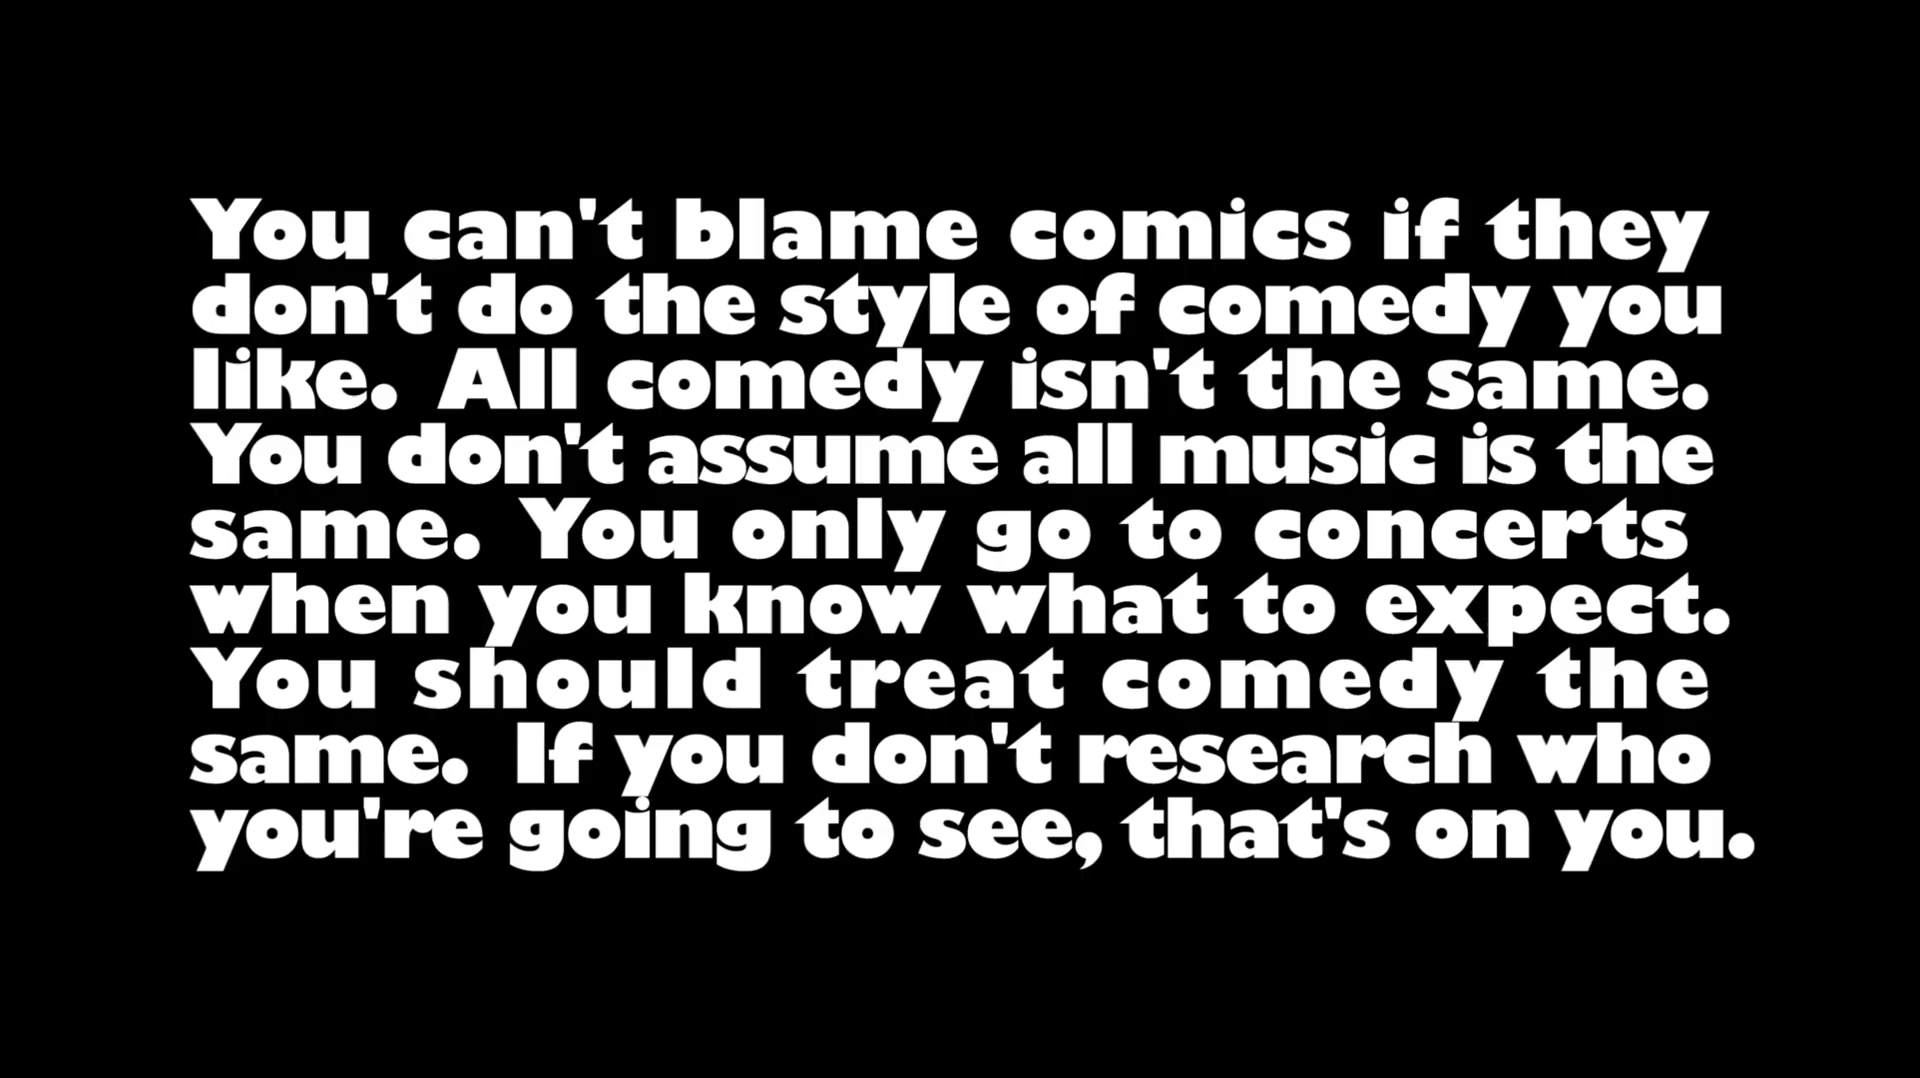 You can't blame comics if they
don't do the style of comedy you
like. All comedy isn't the same.
You don't assume all music is the
same. You only go to concerts
when you know what to expect.
You should treat comedy the
same. If you don't research who
you're going to see, that's on you.